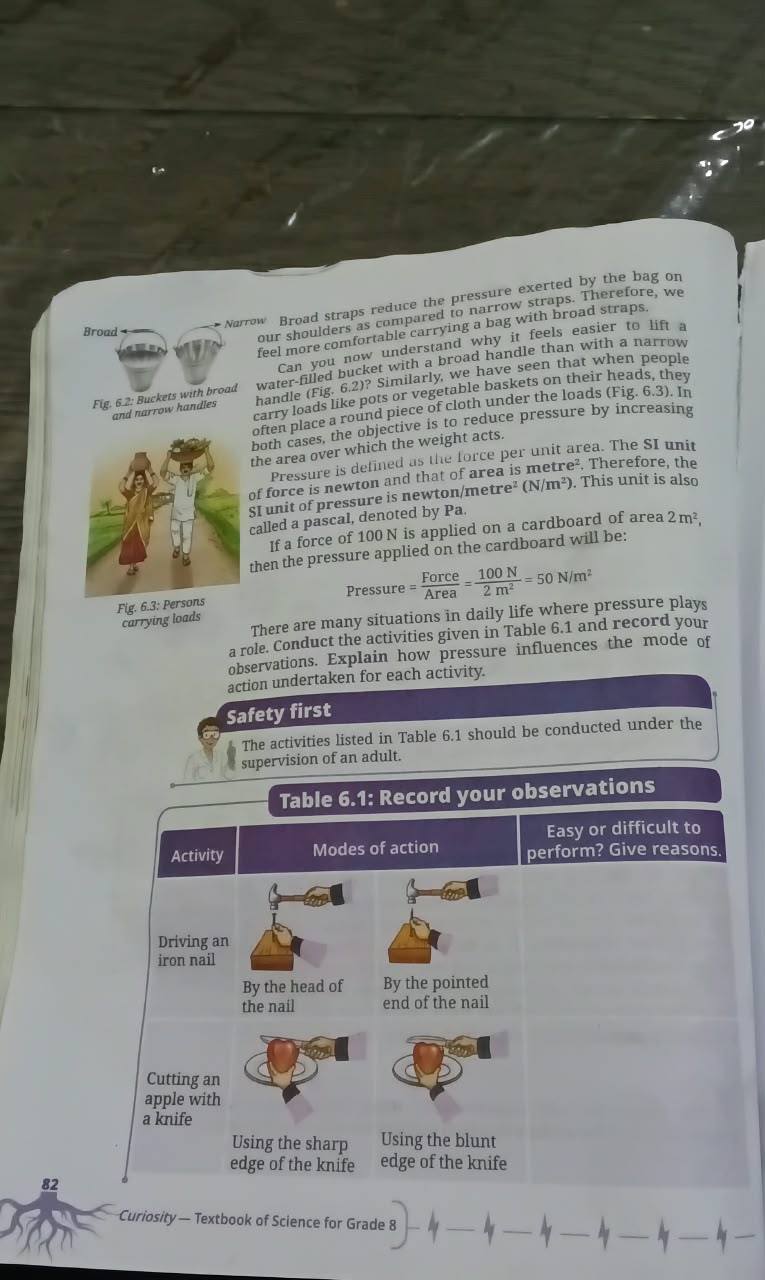 Broad
Narrow
Fig. 6.2: Buckets with broad
and narrow handles
Fig. 6.3: Persons
carrying loads
Broad straps reduce the pressure exerted by the bag on
our shoulders as compared to narrow straps. Therefore, we
feel more comfortable carrying a bag with broad straps.
Can you now understand why it feels easier to lift a
water-filled bucket with a broad handle than with a narrow
handle (Fig. 6.2)? Similarly, we have seen that when people
carry loads like pots or vegetable baskets on their heads, they
often place a round piece of cloth under the loads (Fig. 6.3). In
both cases, the objective is to reduce pressure by increasing
the area over which the weight acts.
Pressure is defined as the force per unit area. The SI unit
of force is newton and that of area is metre². Therefore, the
SI unit of pressure is newton/metre² (N/m²). This unit is also
called a pascal, denoted by Pa.
If a force of 100 N is applied on a cardboard of area 2 m²,
then the pressure applied on the cardboard will be:
Pressure = Force/Area = 100 N/2 m² = 50 N/m²
There are many situations in daily life where pressure plays
a role. Conduct the activities given in Table 6.1 and record your
observations. Explain how pressure influences the mode of
action undertaken for each activity.
Safety first
The activities listed in Table 6.1 should be conducted under the
supervision of an adult.
Table 6.1: Record your observations
Activity
Modes of action
Easy or difficult to
perform? Give reasons.
Driving an
iron nail
By the head of
the nail
By the pointed
end of the nail
Cutting an
apple with
a knife
Using the sharp
edge of the knife
Using the blunt
edge of the knife
82
Curiosity — Textbook of Science for Grade 8